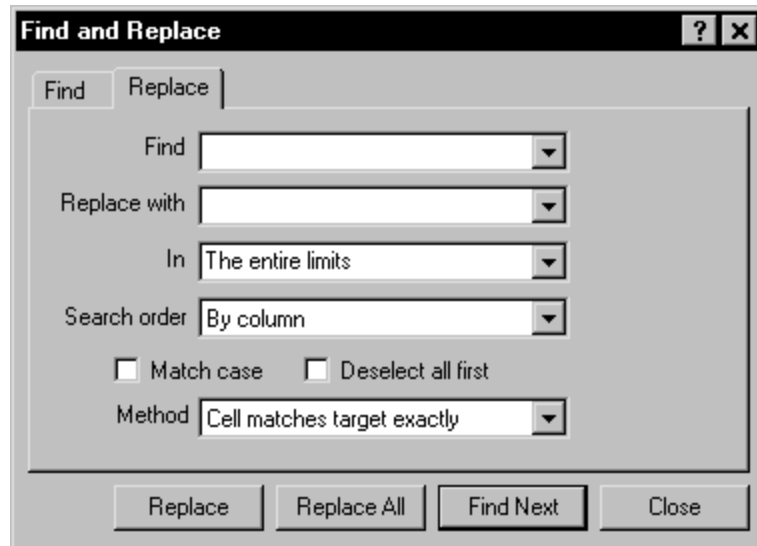 Find and Replace
Find Replace
Find
Replace with
In The entire limits
Search order By column
Match case Deselect all first
Method Cell matches target exactly
Replace Replace All Find Next Close